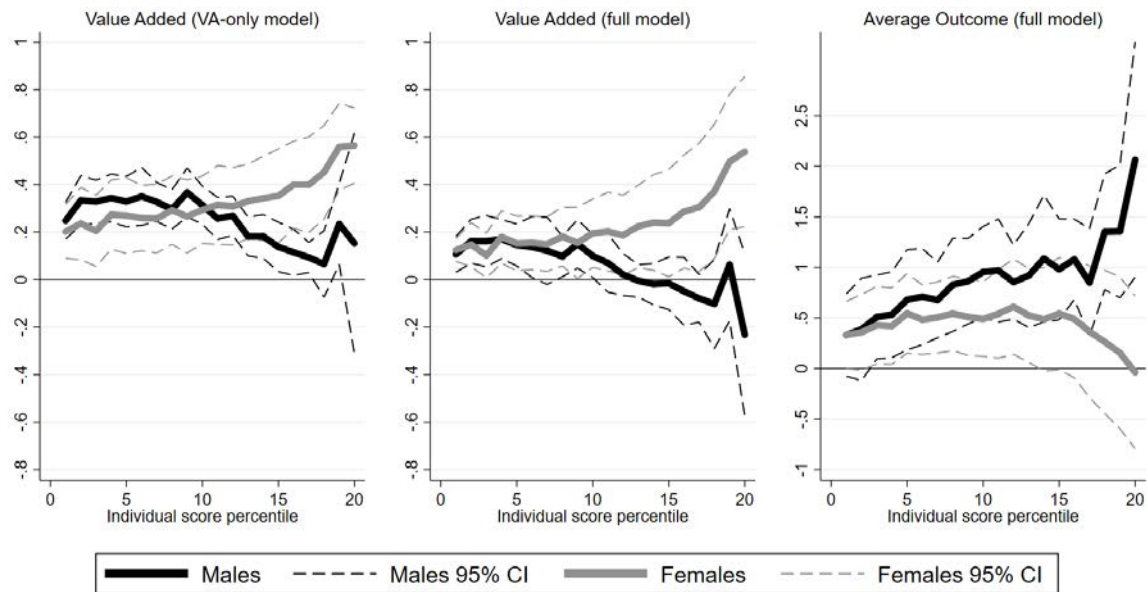 Value Added (VA-only model)
Value Added (full model)
Average Outcome (full model)
1
.8
.6
.4
.2
0
-.2
-.4
-.6
-.8
0 5 10 15 20
Individual score percentile
1
.8
.6
.4
.2
0
-.2
-.4
-.6
-.8
0 5 10 15 20
Individual score percentile
2.5
2
1.5
1
.5
0
-.5
-1
0 5 10 15 20
Individual score percentile
Males Males 95% CI Females Females 95% CI